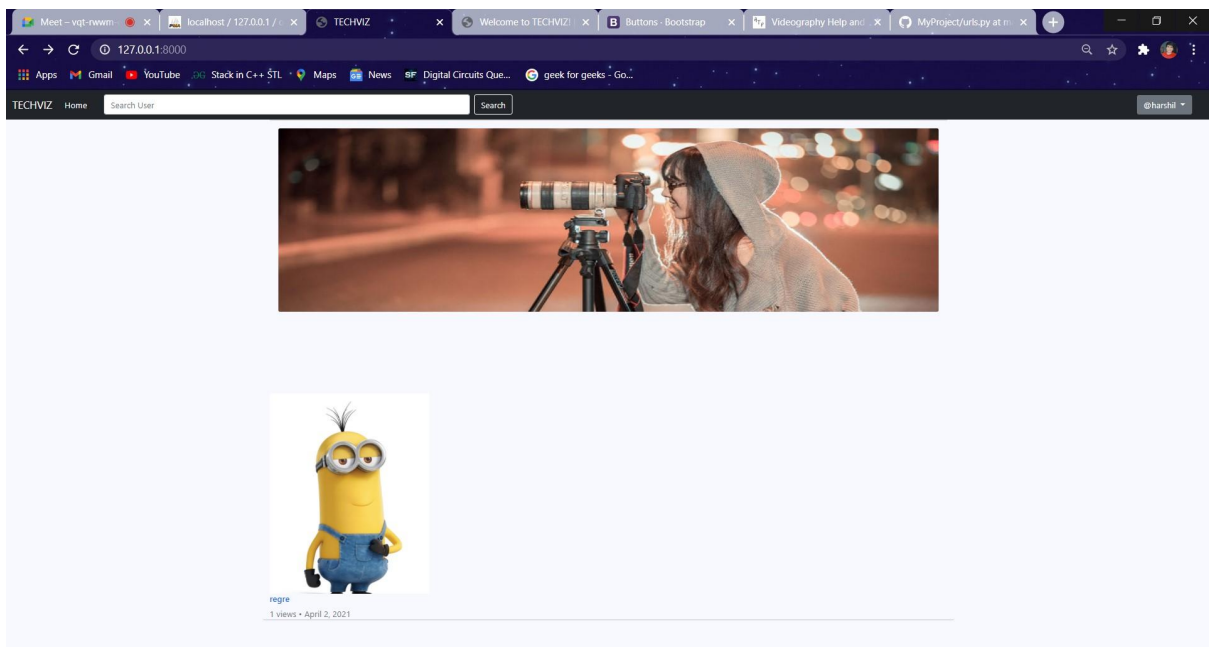 Meet – vqt-rwwm
localhost / 127.0.0.1 /
TECHVIZ
Welcome to TECHVIZ!
Buttons - Bootstrap
Videography Help and
MyProject/urls.py at m
127.0.0.1:8000
Apps Gmail YouTube Stack in C++ STL Maps News Digital Circuits Que... geek for geeks - Go...
TECHVIZ Home Search User Search @harshil
regre
1 views • April 2, 2021